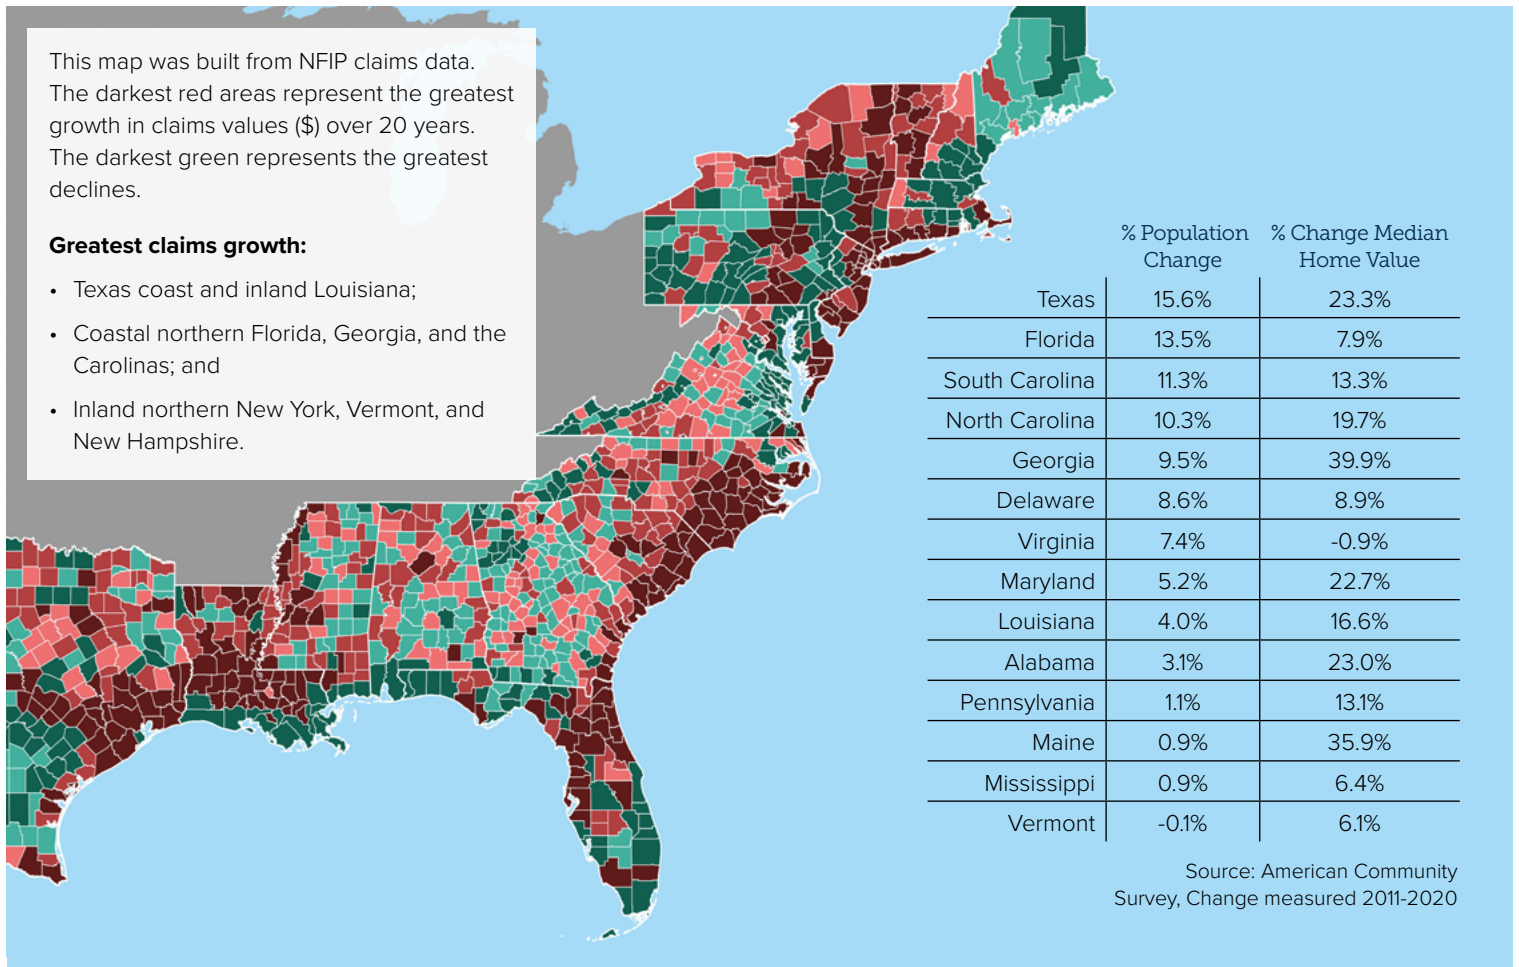 This map was built from NFIP claims data.
The darkest red areas represent the greatest
growth in claims values ($) over 20 years.
The darkest green represents the greatest
declines.
Greatest claims growth:
• Texas coast and inland Louisiana;
• Coastal northern Florida, Georgia, and the
Carolinas; and
• Inland northern New York, Vermont, and
New Hampshire.
% Population % Change Median
Change Home Value
Texas 15.6% 23.3%
Florida 13.5% 7.9%
South Carolina 11.3% 13.3%
North Carolina 10.3% 19.7%
Georgia 9.5% 39.9%
Delaware 8.6% 8.9%
Virginia 7.4% -0.9%
Maryland 5.2% 22.7%
Louisiana 4.0% 16.6%
Alabama 3.1% 23.0%
Pennsylvania 1.1% 13.1%
Maine 0.9% 35.9%
Mississippi 0.9% 6.4%
Vermont -0.1% 6.1%
Source: American Community
Survey, Change measured 2011-2020